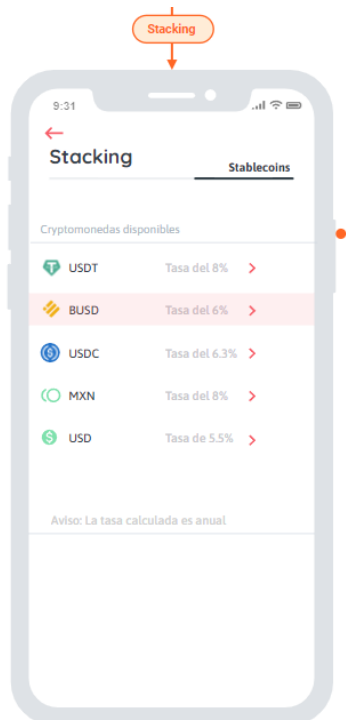 Stacking
9:31
Stacking
Stablecoins
Cryptomonedas disponibles
USDT Tasa del 8%
BUSD Tasa del 6%
USDC Tasa del 6.3%
MXN Tasa del 8%
USD Tasa de 5.5%
Aviso: La tasa calculada es anual